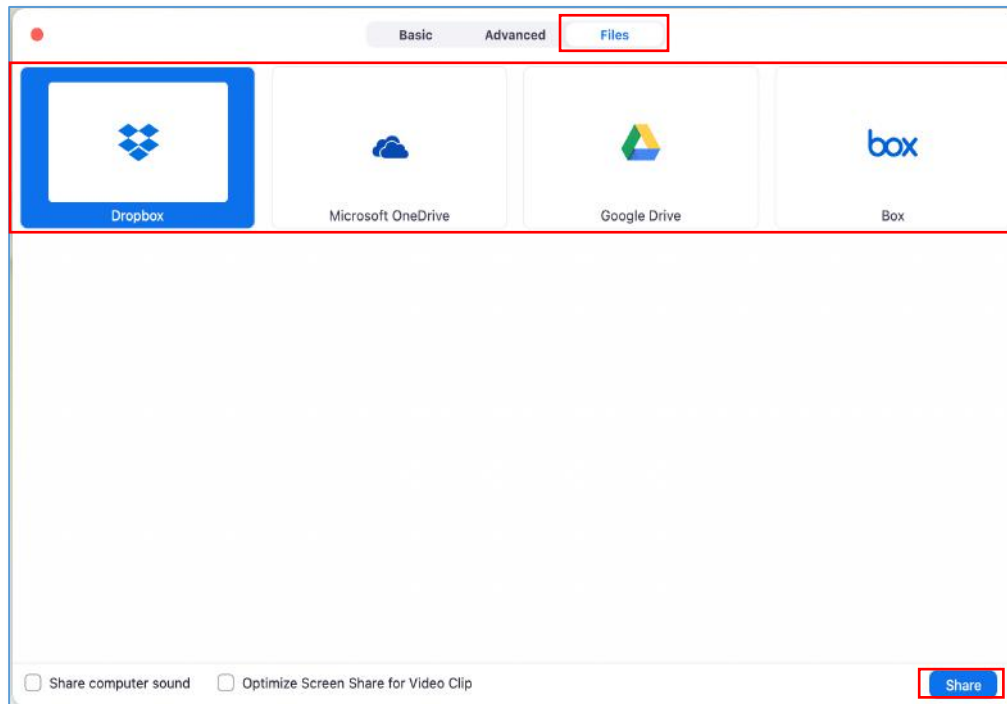 Basic Advanced Files
box
Dropbox Microsoft OneDrive Google Drive Box
Share computer sound Optimize Screen Share for Video Clip Share